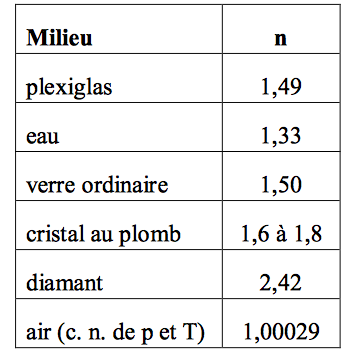 Milieu n
plexiglas 1,49
eau 1,33
verre ordinaire 1,50
cristal au plomb 1,6 à 1,8
diamant 2,42
air (c. n. de p et T) 1,00029